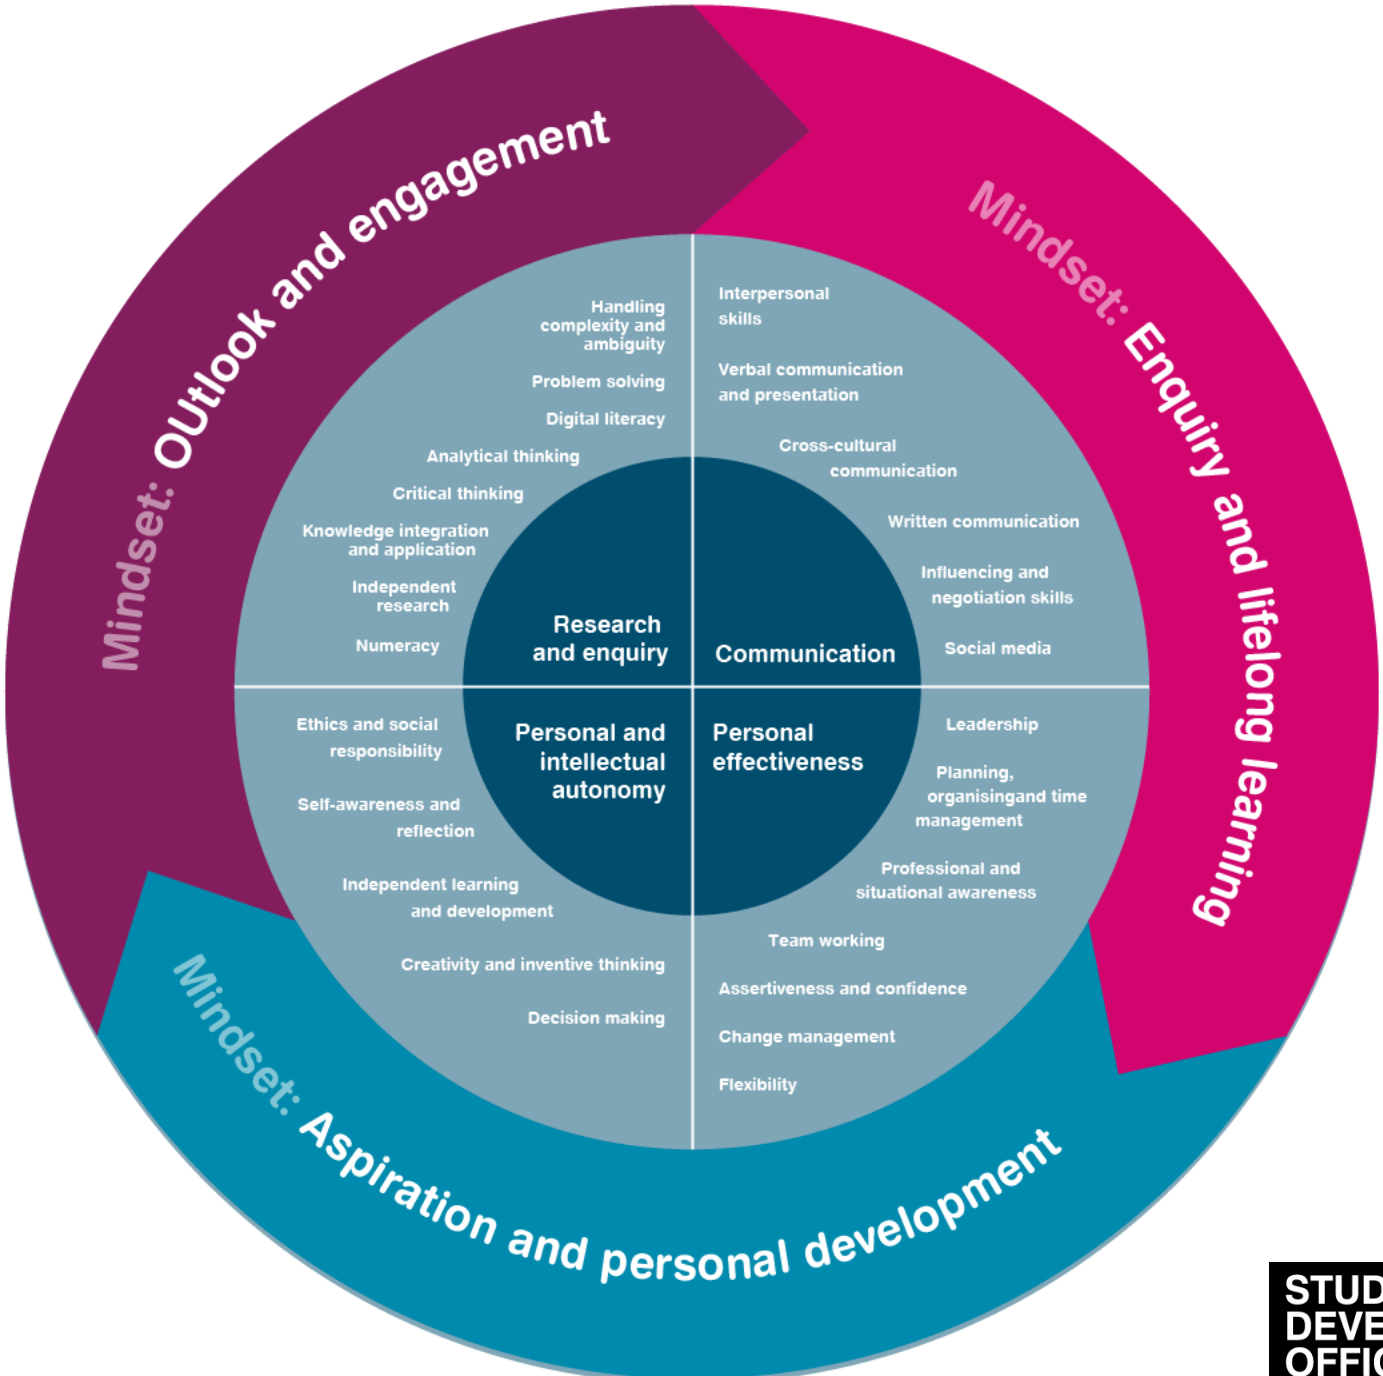 Mindset: OUtlook and engagement
Mindset: Enquiry and lifelong learning
Mindset: Aspiration and personal development
Handling
complexity and
ambiguity
Problem solving
Digital literacy
Analytical thinking
Critical thinking
Knowledge integration
and application
Independent
research
Numeracy
Research
and enquiry
Interpersonal
skills
Verbal communication
and presentation
Cross-cultural
communication
Written communication
Influencing and
negotiation skills
Social media
Communication
Ethics and social
responsibility
Self-awareness and
reflection
Independent learning
and development
Creativity and inventive thinking
Decision making
Personal and
intellectual
autonomy
Personal
effectiveness
Leadership
Planning,
organisingand time
management
Professional and
situational awareness
Team working
Assertiveness and confidence
Change management
Flexibility
STUD
DEVE
OFFIC